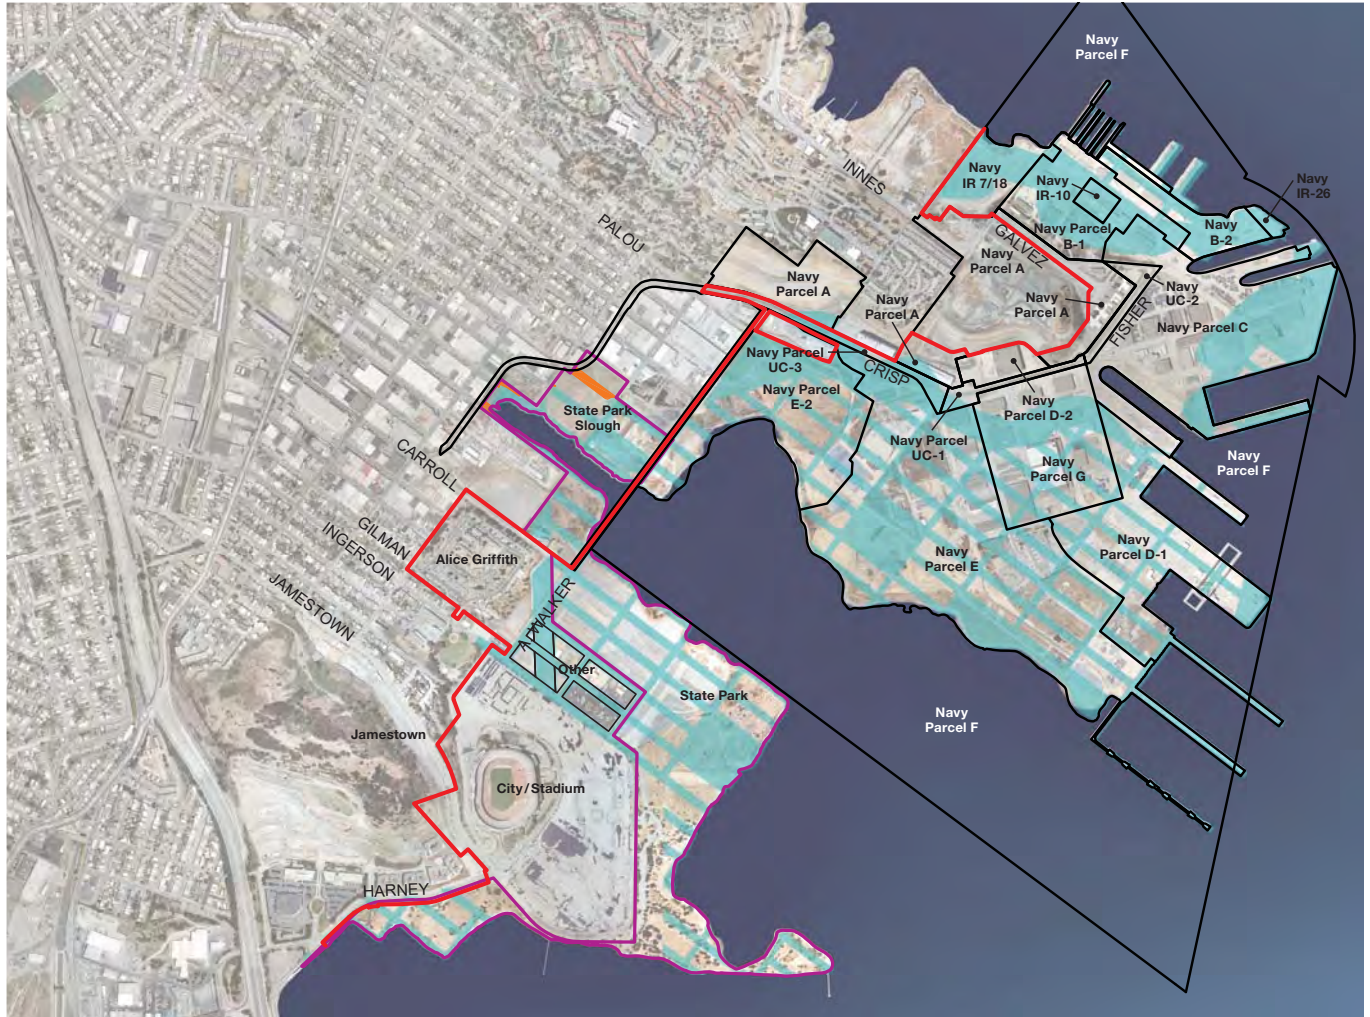 Navy
Parcel F
INNES
Navy
IR 7/18
Navy
IR-10
Navy
IR-26
PALOU
Navy Parcel
B-1
Navy
B-2
GALVEZ
Navy
Parcel A
Navy
Parcel A
Navy
Parcel A
Navy
Parcel A
Navy
UC-2
FISHER
Navy Parcel C
Navy Parcel
UC-3
CRISP
Navy Parcel
E-2
Navy
Parcel D-2
State Park
Slough
Navy Parcel
UC-1
Navy
Parcel G
Navy
Parcel F
CARROLL
GILMAN
INGERSON
JAMESTOWN
Alice Griffith
Navy
Parcel E
Navy
Parcel D-1
A. WALKER
Other
State Park
Navy
Parcel F
Jamestown
City/Stadium
HARNEY